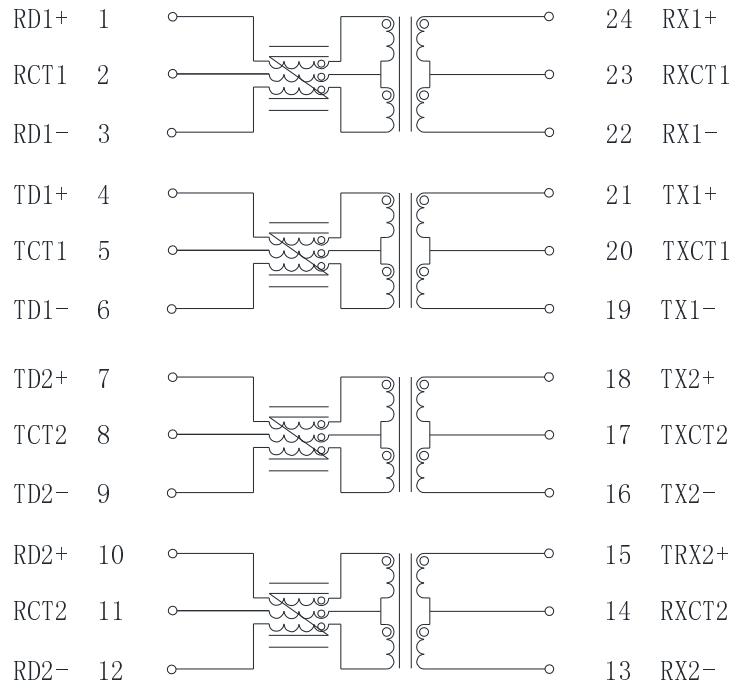 RD1+ 1 24 RX1+
RCT1 2 23 RXCT1
RD1- 3 22 RX1-
TD1+ 4 21 TX1+
TCT1 5 20 TXCT1
TD1- 6 19 TX1-
TD2+ 7 18 TX2+
TCT2 8 17 TXCT2
TD2- 9 16 TX2-
RD2+ 10 15 TRX2+
RCT2 11 14 RXCT2
RD2- 12 13 RX2-